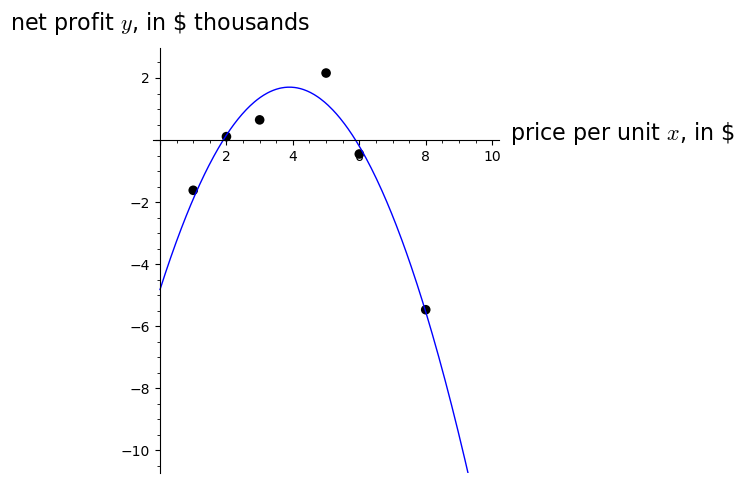 net profit y, in $ thousands
2
price per unit x, in $
2 4 6 8 10
−2
−4
−6
−8
−10